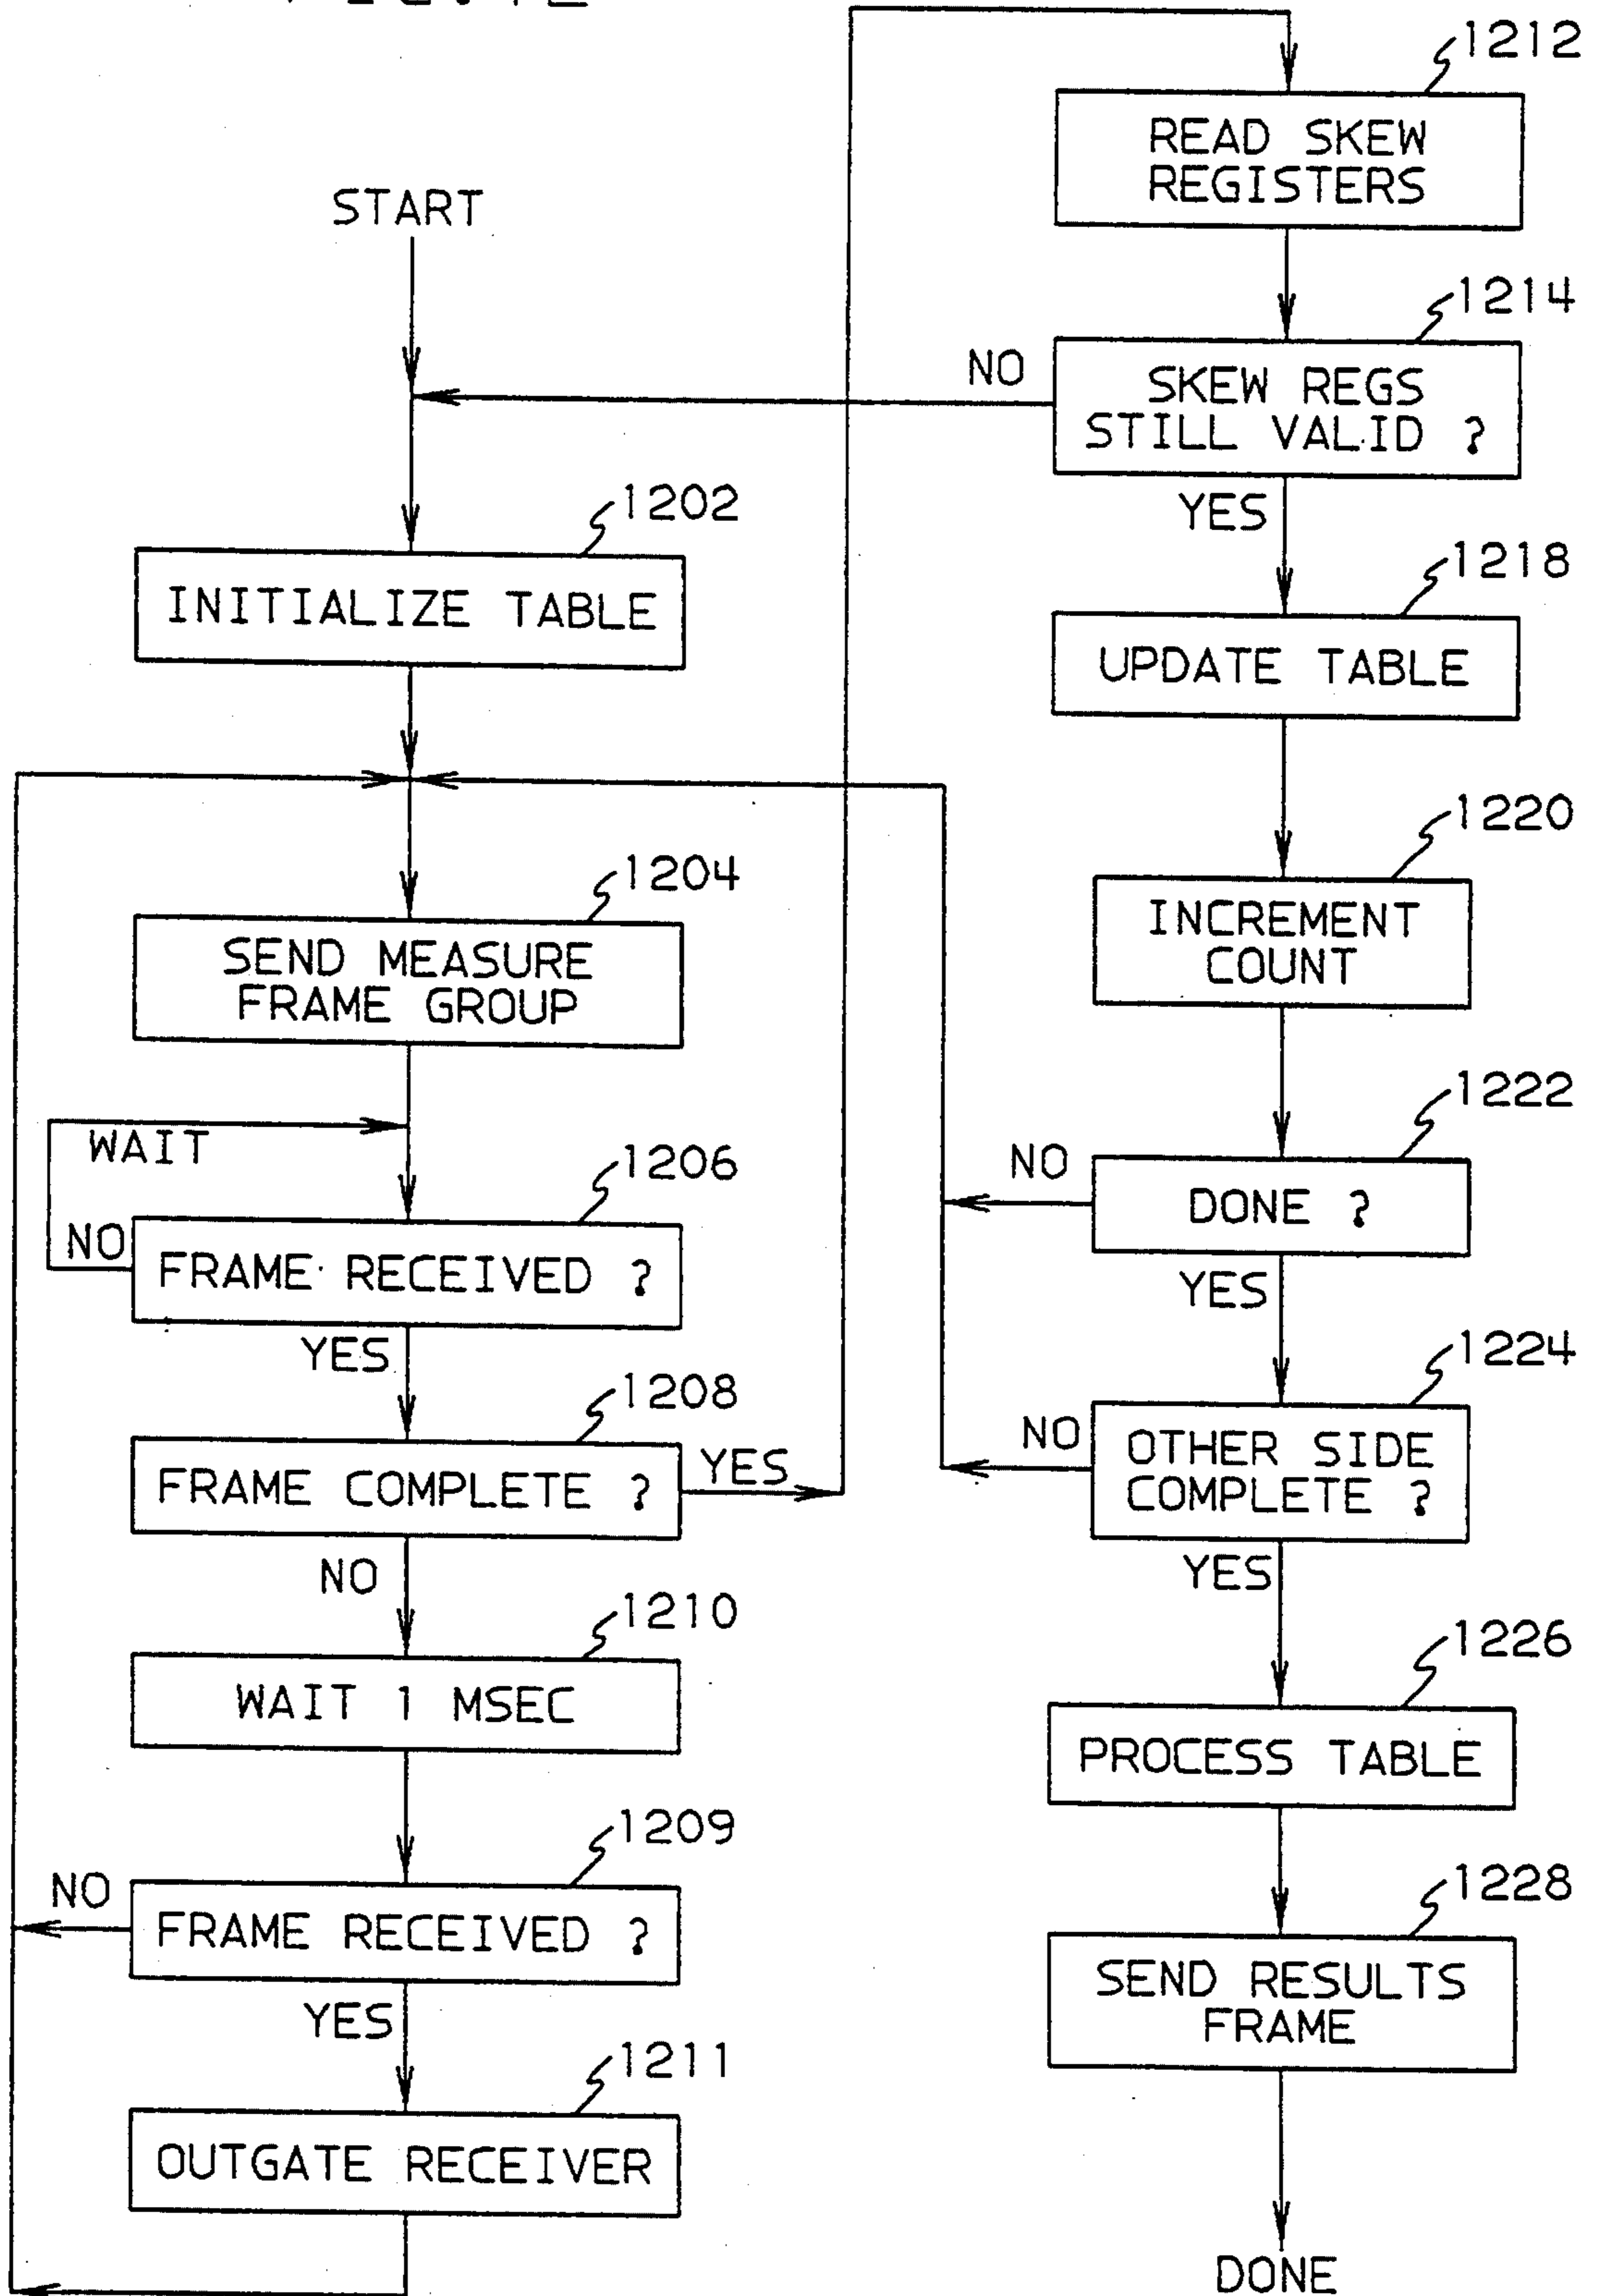 START
1202
INITIALIZE TABLE
1204
SEND MEASURE
FRAME GROUP
WAIT
1206
NO
FRAME RECEIVED ?
YES
1208
FRAME COMPLETE ?
YES
NO
1210
WAIT 1 MSEC
1209
NO
FRAME RECEIVED ?
YES
1211
OUTGATE RECEIVER
1212
READ SKEW
REGISTERS
1214
NO
SKEW REGS
STILL VALID ?
YES
1218
UPDATE TABLE
1220
INCREMENT
COUNT
1222
NO
DONE ?
YES
1224
NO
OTHER SIDE
COMPLETE ?
YES
1226
PROCESS TABLE
1228
SEND RESULTS
FRAME
DONE